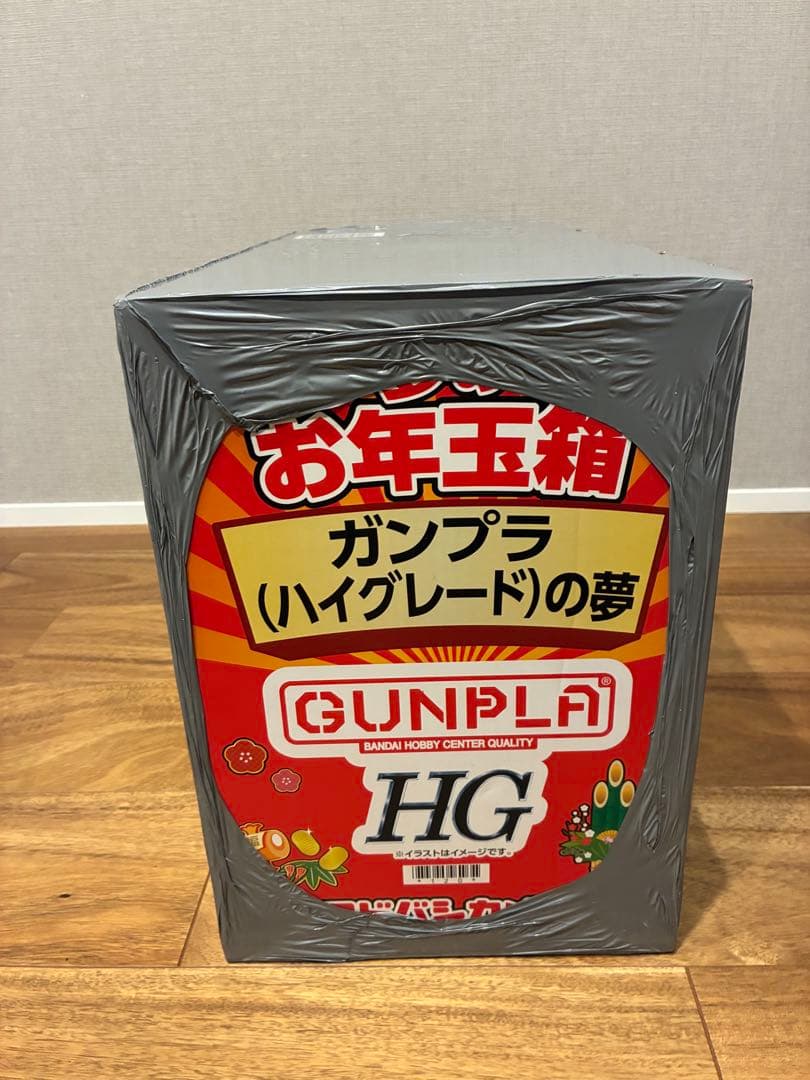 お年玉箱
ガンプラ
(ハイグレード)の夢
GUNPLA®
BANDAI HOBBY CENTER QUALITY
HG
※イラストはイメージです。
*120*